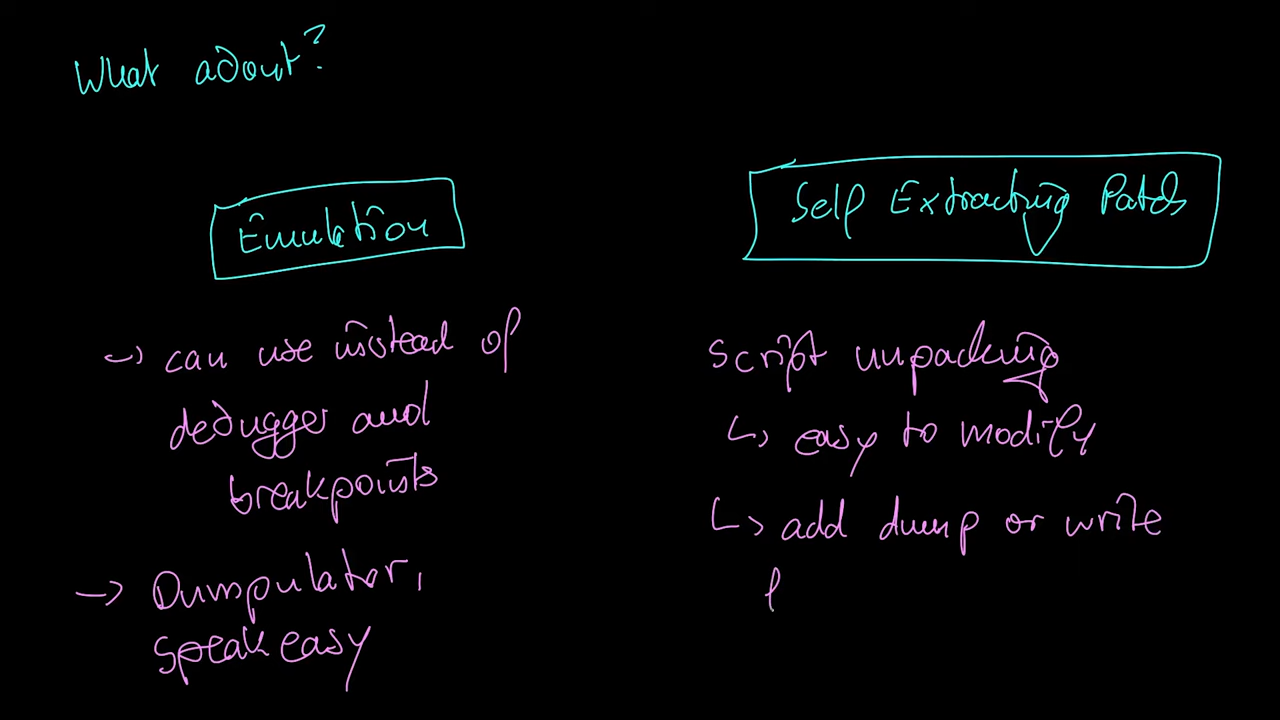 What about?
Emulation
→ can use instead of
debugger and
breakpoints
→ Dumpulator,
Speakeasy
Self Extracting Patch
Script unpacking
↳ easy to modify
↳ add dump or write